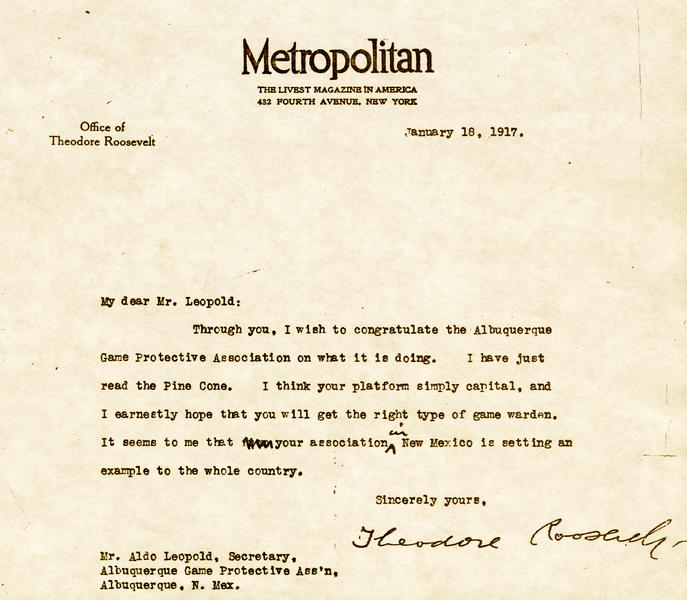 Metropolitan
THE LIVEST MAGAZINE IN AMERICA
432 FOURTH AVENUE, NEW YORK
Office of
Theodore Roosevelt
January 18, 1917.
My dear Mr. Leopold:
Through you, I wish to congratulate the Albuquerque
Game Protective Association on what it is doing. I have just
read the Pine Cone. I think your platform simply capital, and
I earnestly hope that you will get the right type of game warden.
It seems to me that your association in New Mexico is setting an
example to the whole country.
Sincerely yours,
Theodore Roosevelt
Mr. Aldo Leopold, Secretary,
Albuquerque Game Protective Ass'n,
Albuquerque, N. Mex.